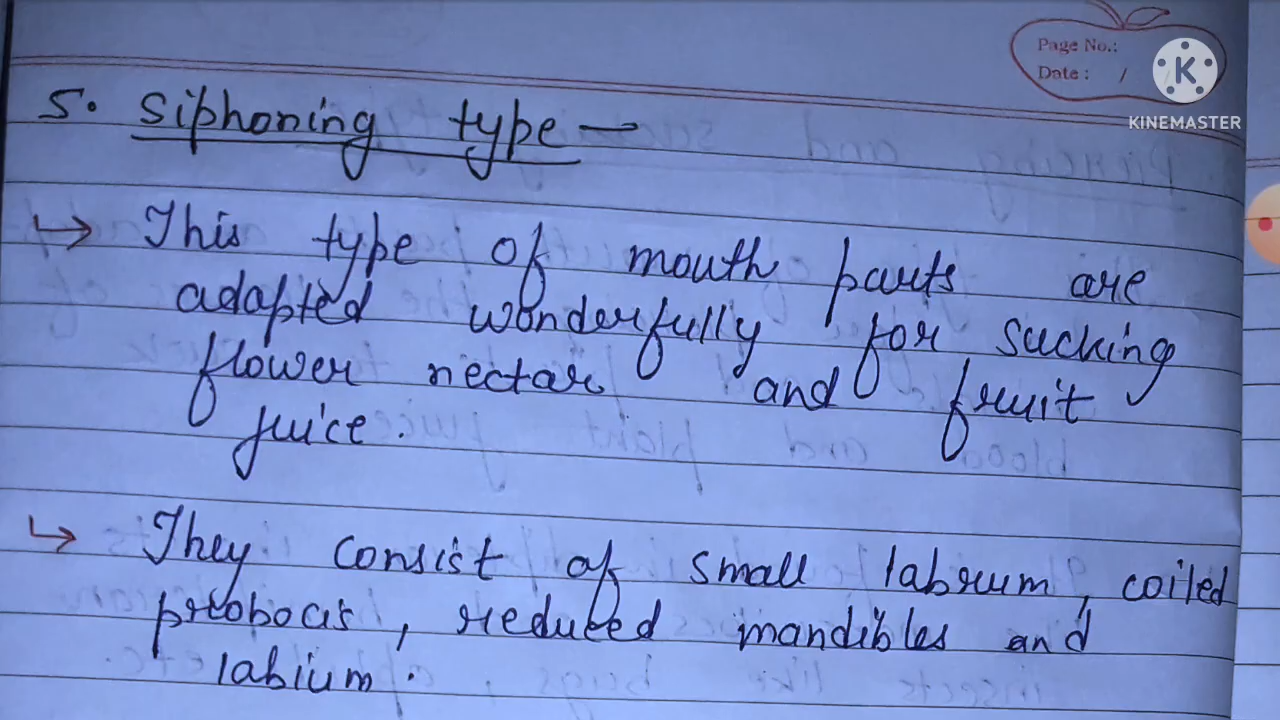 Page No.:
Date : / /
KINEMASTER
5. Siphoning type —
↳ This type of mouth parts are
adapted wonderfully for sucking
flower nectar and fruit
juice.
↳ They consist of small labrum, coiled
probocis, reduced mandibles and
labium.